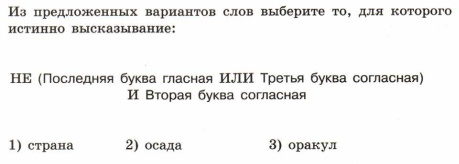 Из предложенных вариантов слов выберите то, для которого
истинно высказывание:
НЕ (Последняя буква гласная ИЛИ Третья буква согласная)
И Вторая буква согласная
1) страна 2) осада 3) оракул